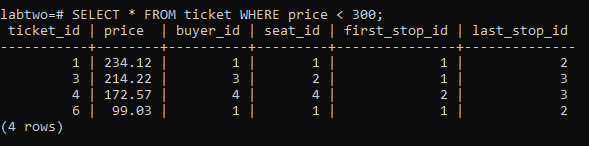 labtwo=# SELECT * FROM ticket WHERE price < 300;
 ticket_id | price  | buyer_id | seat_id | first_stop_id | last_stop_id
-----------+--------+----------+---------+---------------+--------------
         1 | 234.12 |        1 |       1 |             1 |            2
         3 | 214.22 |        3 |       2 |             1 |            3
         4 | 172.57 |        4 |       4 |             2 |            3
         6 |  99.03 |        1 |       1 |             1 |            2
(4 rows)